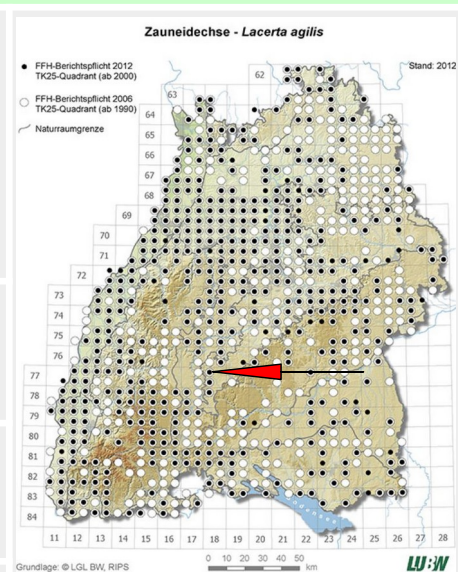 Zauneidechse - Lacerta agilis
FFH-Berichtspflicht 2012
TK25-Quadrant (ab 2000)
Stand: 2012
FFH-Berichtspflicht 2006
TK25-Quadrant (ab 1990)
Naturraumgrenze
62
63
64
65
66
67
68
69
70
71
72
73
74
75
76
77
78
79
80
81
82
83
84
11 12 13 14 15 16 17 18 19 20 21 22 23 24 25 26 27 28
0 10 20 30 40 50
km
Grundlage: © LGL BW, RIPS
LUBW